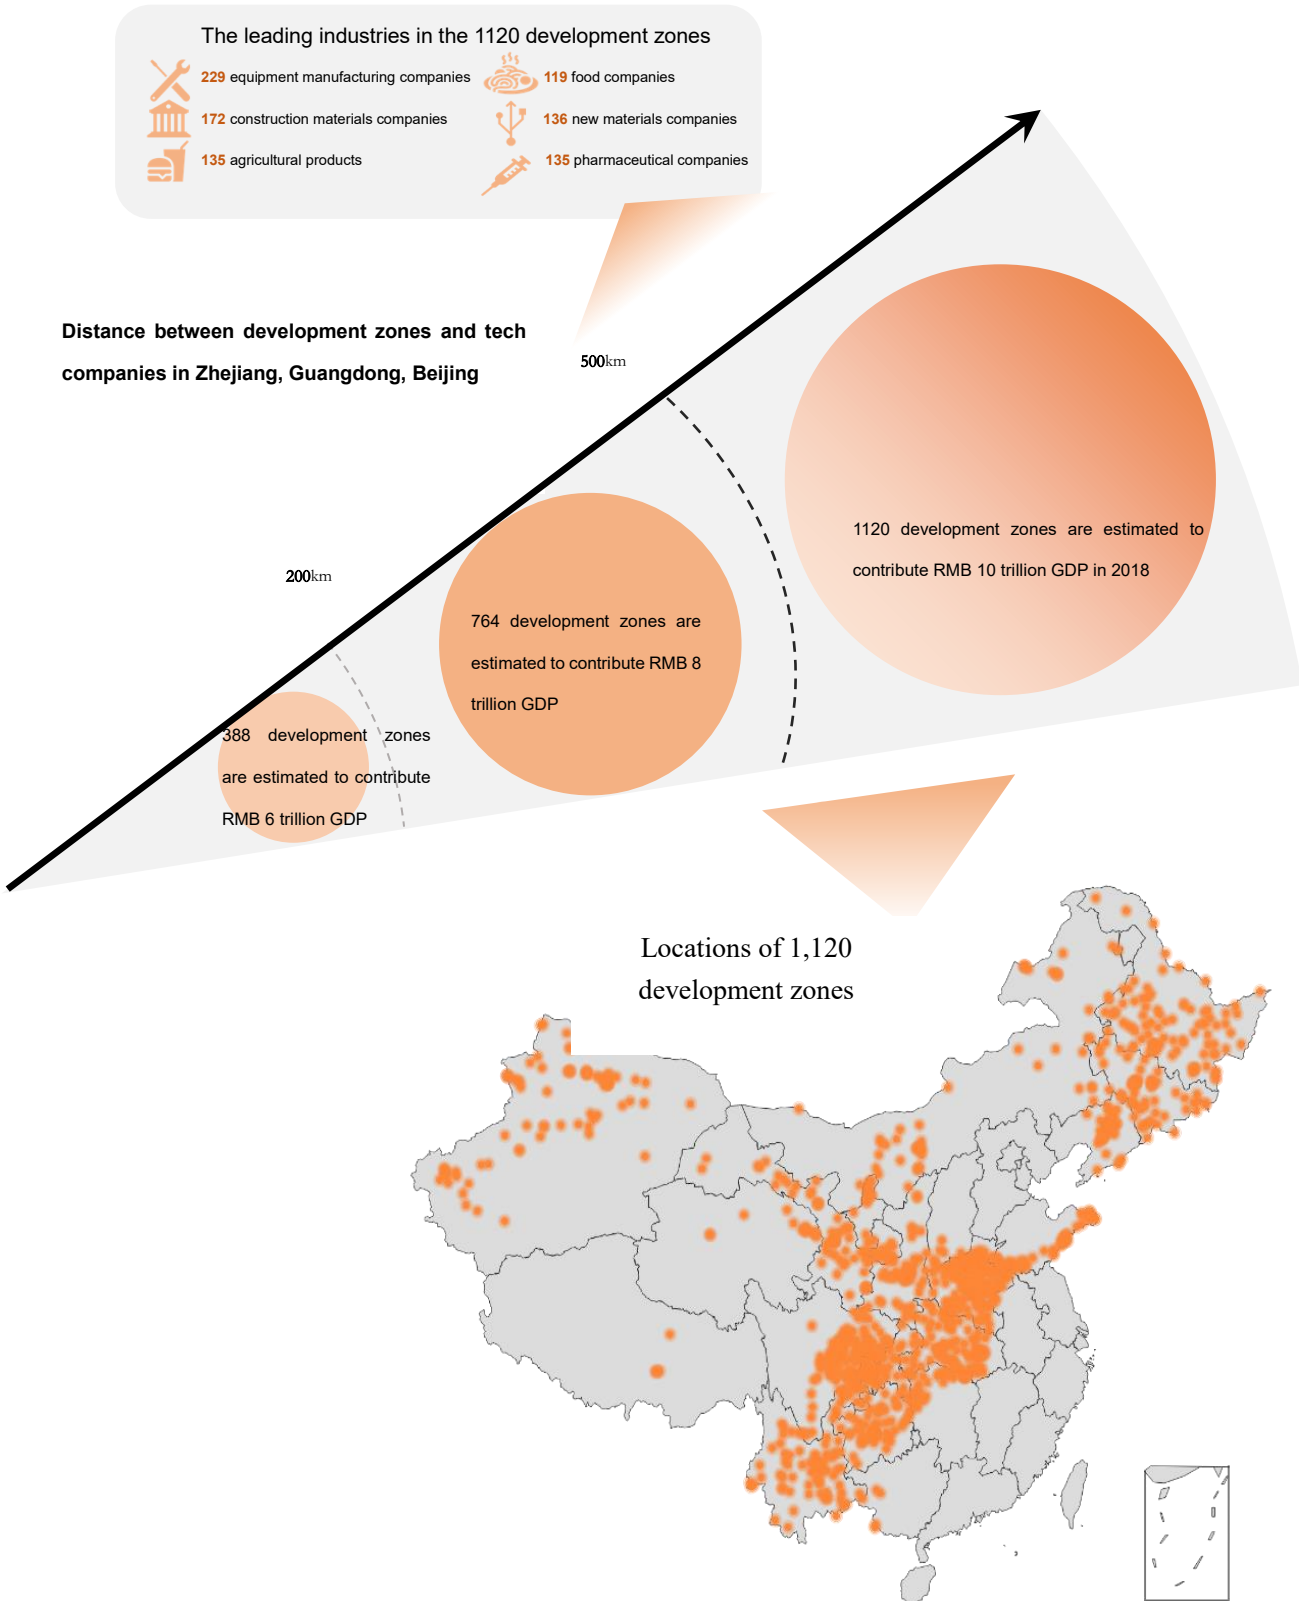 The leading industries in the 1120 development zones
229 equipment manufacturing companies
119 food companies
172 construction materials companies
136 new materials companies
135 agricultural products
135 pharmaceutical companies
Distance between development zones and tech
companies in Zhejiang, Guangdong, Beijing
500km
1120 development zones are estimated to
contribute RMB 10 trillion GDP in 2018
200km
764 development zones are
estimated to contribute RMB 8
trillion GDP
388 development zones
are estimated to contribute
RMB 6 trillion GDP
Locations of 1,120
development zones